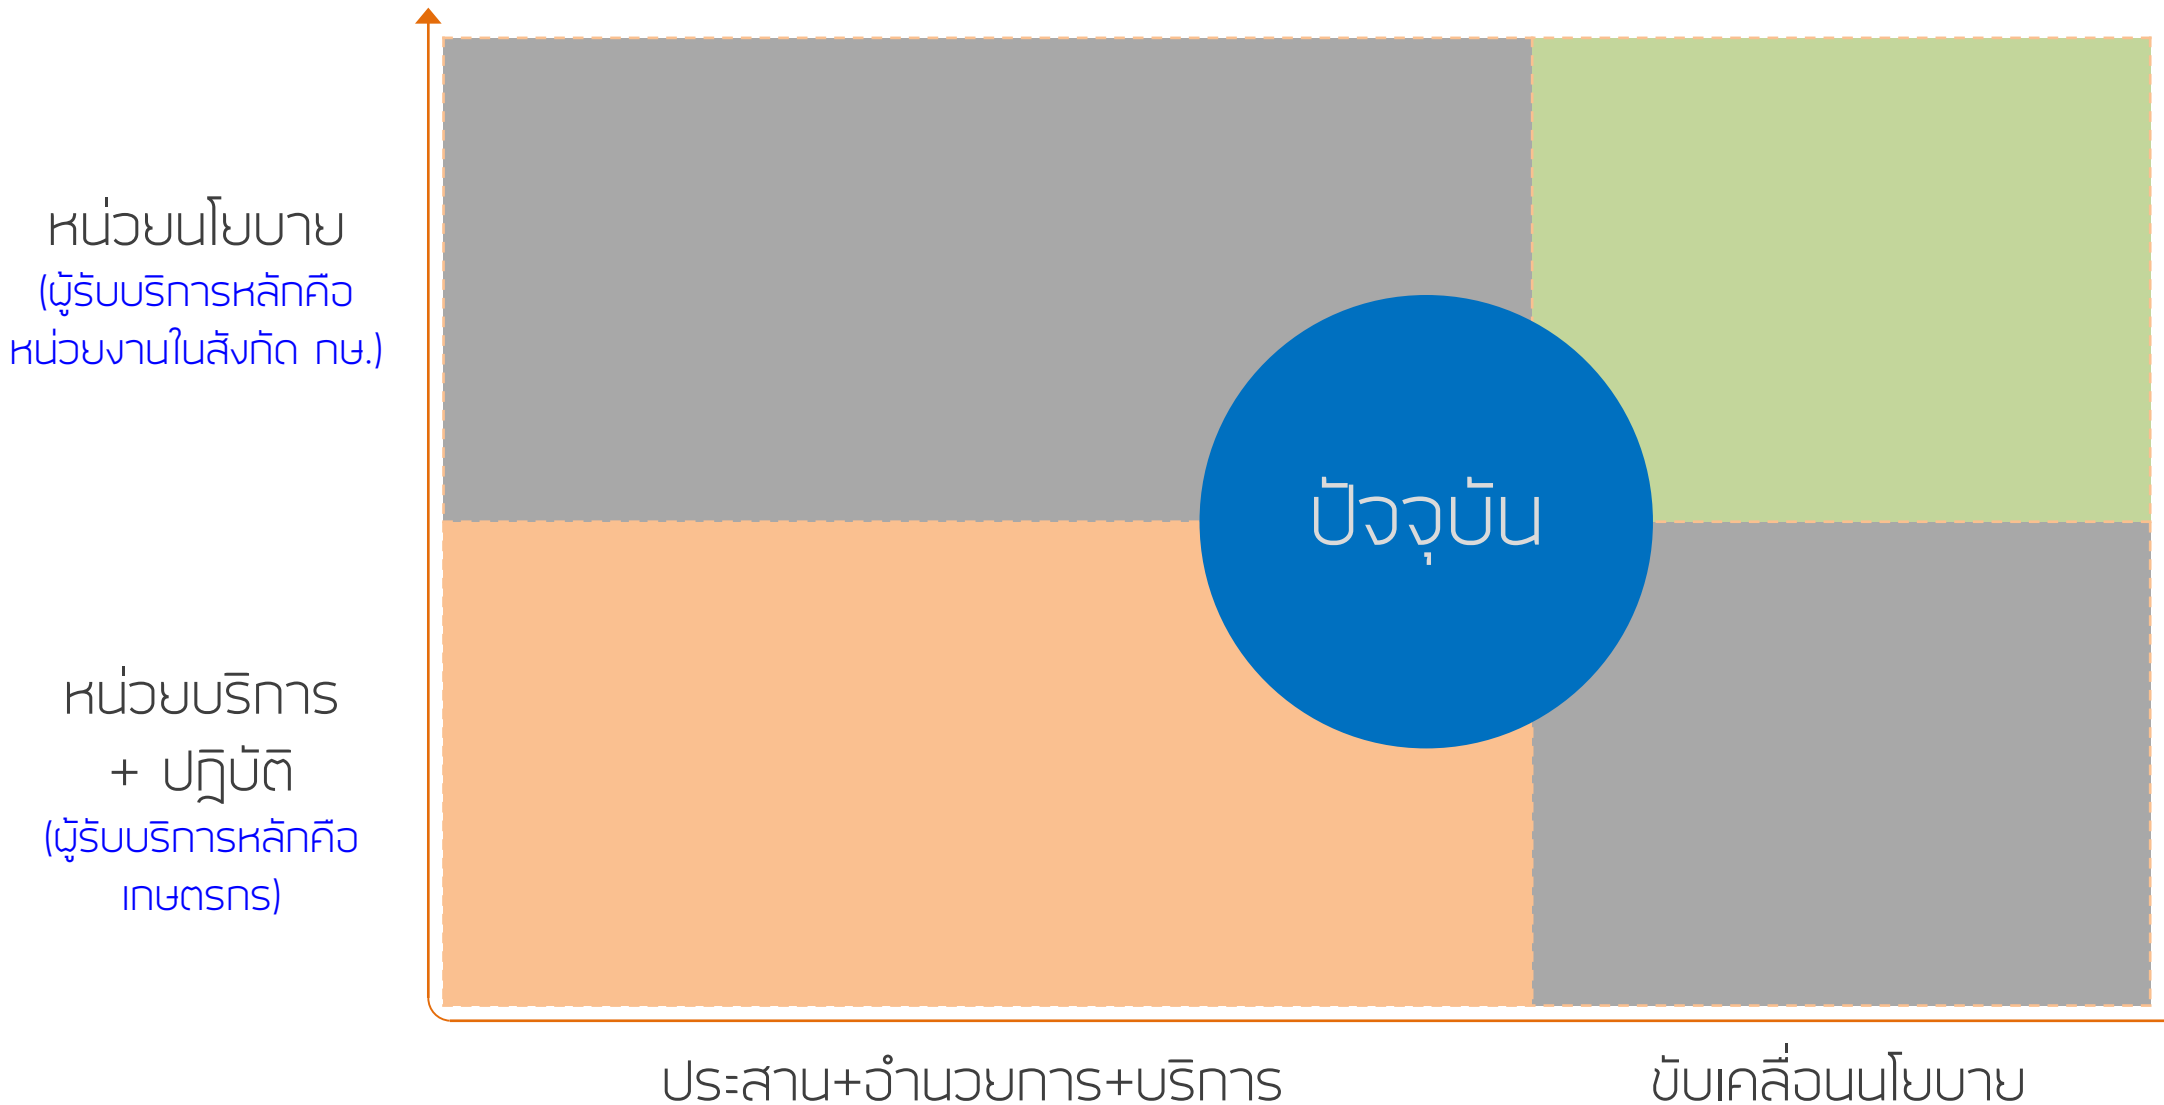 หน่วยนโยบาย
(ผู้รับบริการหลักคือ
หน่วยงานในสังกัด กษ.)
ปัจจุบัน
หน่วยบริการ
+ ปฏิบัติ
(ผู้รับบริการหลักคือ
เกษตรกร)
ประสาน+อำนวยการ+บริการ
ขับเคลื่อนนโยบาย